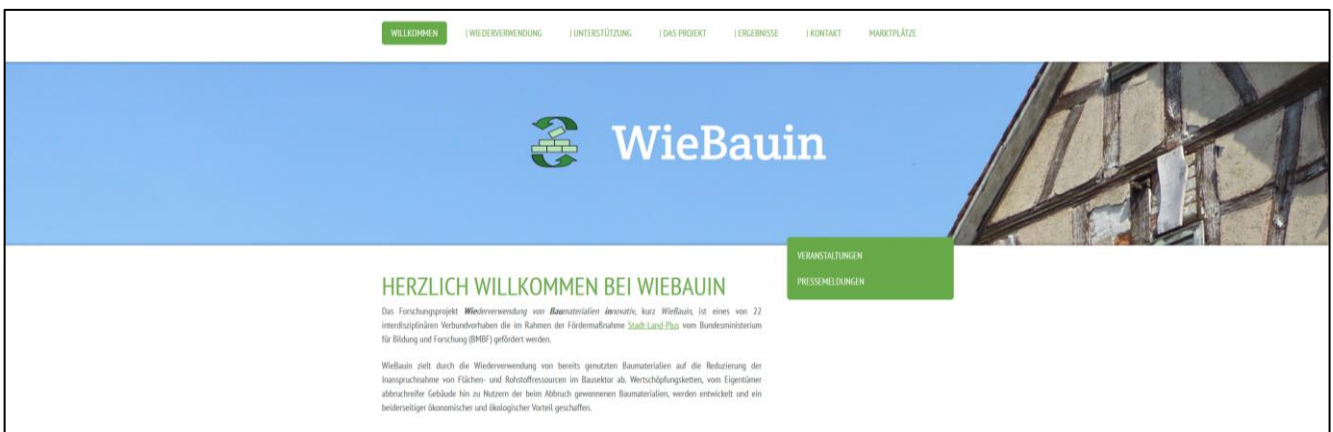 WILLKOMMEN | WIEDERVERWENDUNG | UNTERSTÜTZUNG | DAS PROJEKT | ERGEBNISSE | KONTAKT MARKTPLÄTZE
WieBauin
VERANSTALTUNGEN
PRESSEMELDUNGEN
HERZLICH WILLKOMMEN BEI WIEBAUIN
Das Forschungsprojekt Wiederverwendung von Baumaterialien innovativ, kurz WieBauin, ist eines von 22
interdisziplinären Verbundvorhaben die im Rahmen der Fördermaßnahme Stadt-Land-Plus vom Bundesministerium
für Bildung und Forschung (BMBF) gefördert werden.
WieBauin zielt durch die Wiederverwendung von bereits genutzten Baumaterialien auf die Reduzierung der
Inanspruchnahme von Flächen- und Rohstoffressourcen im Bausektor ab. Wertschöpfungsketten, vom Eigentümer
abbruchreifer Gebäude hin zu Nutzern der beim Abbruch gewonnenen Baumaterialien, werden entwickelt und ein
beiderseitiger ökonomischer und ökologischer Vorteil geschaffen.